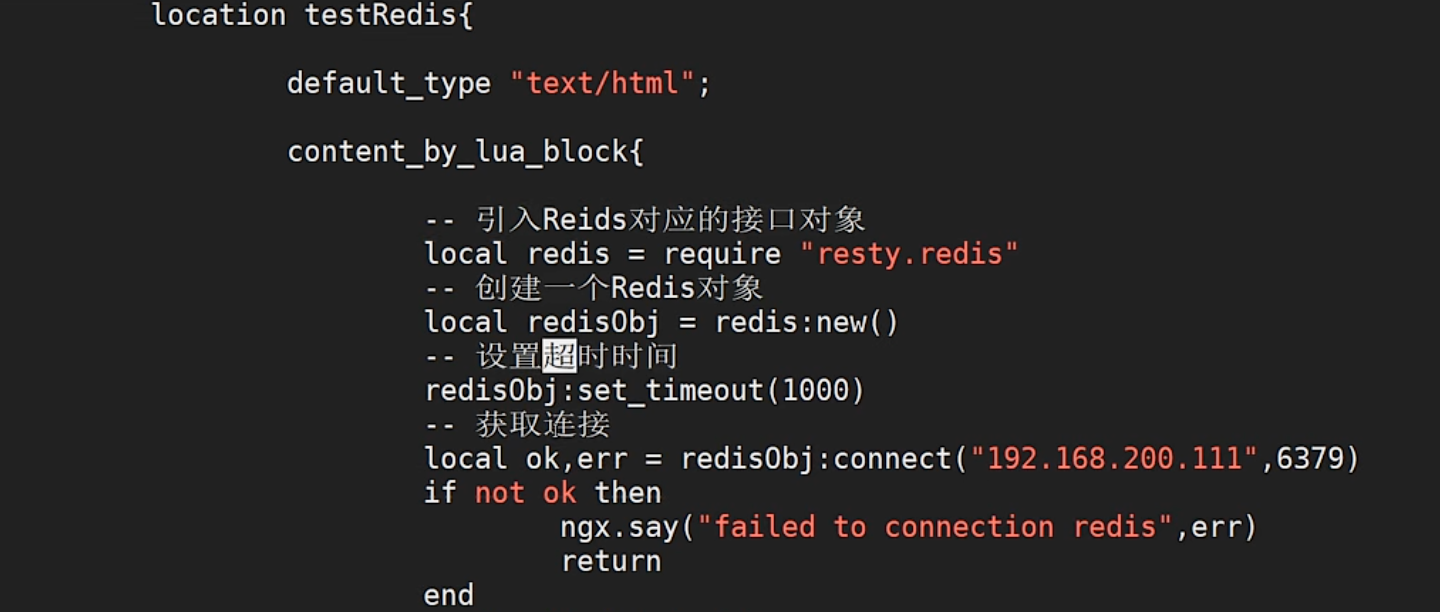 location testRedis{
default_type "text/html";
content_by_lua_block{
-- 引入Reids对应的接口对象
local redis = require "resty.redis"
-- 创建一个Redis对象
local redisObj = redis:new()
-- 设置超时时间
redisObj:set_timeout(1000)
-- 获取连接
local ok,err = redisObj:connect("192.168.200.111",6379)
if not ok then
ngx.say("failed to connection redis",err)
return
end